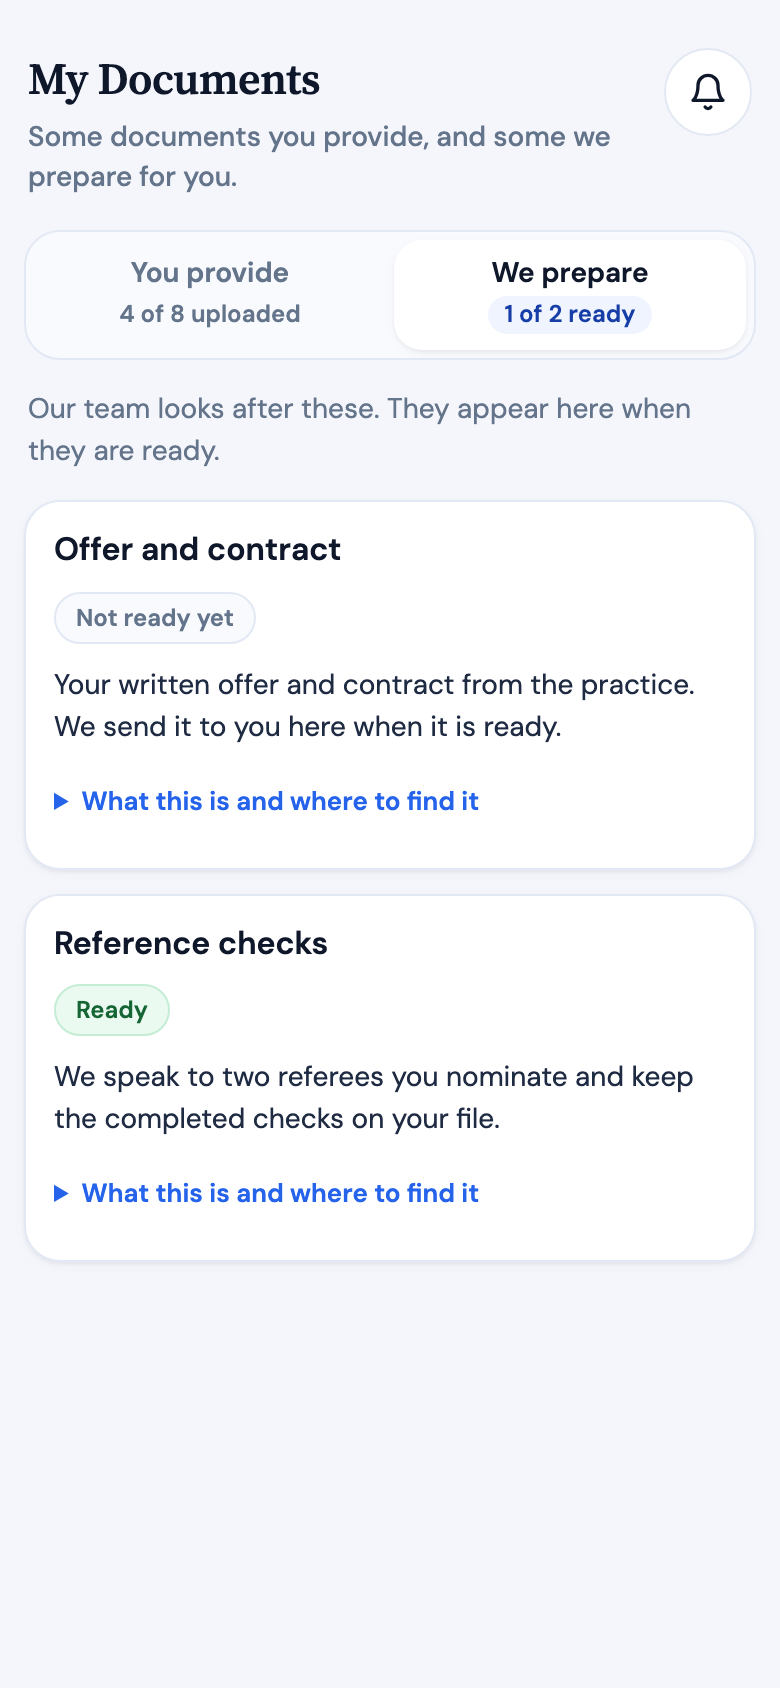 My Documents
Some documents you provide, and some we
prepare for you.
You provide
4 of 8 uploaded
We prepare
1 of 2 ready
Our team looks after these. They appear here when
they are ready.
Offer and contract
Not ready yet
Your written offer and contract from the practice.
We send it to you here when it is ready.
What this is and where to find it
Reference checks
Ready
We speak to two referees you nominate and keep
the completed checks on your file.
What this is and where to find it